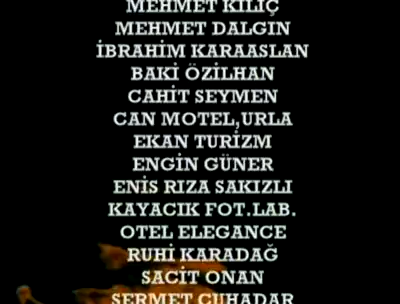 MEHMET KILIÇ
MEHMET DALGIN
İBRAHİM KARAASLAN
BAKİ ÖZİLHAN
CAHİT SEYMEN
CAN MOTEL,URLA
EKAN TURİZM
ENGİN GÜNER
ENİS RIZA SAKIZLI
KAYACIK FOT.LAB.
OTEL ELEGANCE
RUHİ KARADAĞ
SACİT ONAN
SERMET ÇUHADAR